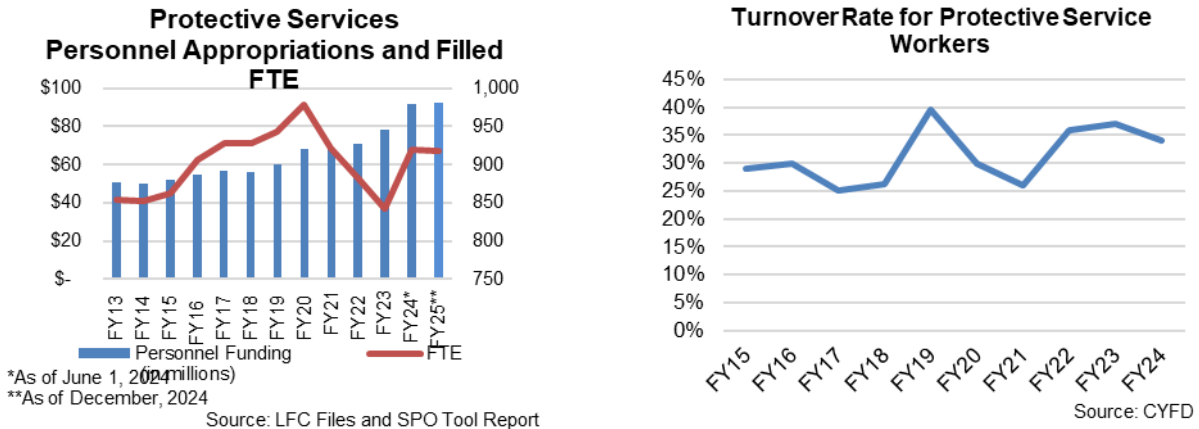 Protective Services
Personnel Appropriations and Filled
FTE
$100
$80
$60
$40
$20
$-
1,000
950
900
850
800
750
FY13
FY14
FY15
FY16
FY17
FY18
FY19
FY20
FY21
FY22
FY23
FY24*
FY25**
Personnel Funding
(in millions)
FTE
*As of June 1, 2024
**As of December, 2024
Source: LFC Files and SPO Tool Report
Turnover Rate for Protective Service
Workers
45%
40%
35%
30%
25%
20%
15%
10%
5%
0%
FY15
FY16
FY17
FY18
FY19
FY20
FY21
FY22
FY23
FY24
Source: CYFD